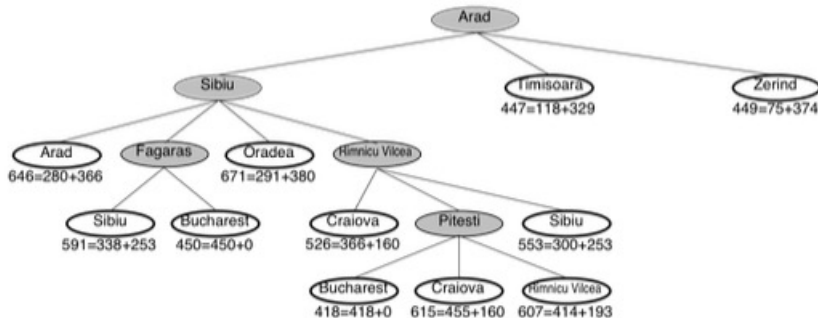 Arad
Sibiu Timisoara Zerind
447=118+329 449=75+374
Arad Fagaras Oradea Rimnicu Vilcea
646=280+366 671=291+380
Sibiu Bucharest Craiova Pitesti Sibiu
591=338+253 450=450+0 526=366+160 553=300+253
Bucharest Craiova Rimnicu Vilcea
418=418+0 615=455+160 607=414+193